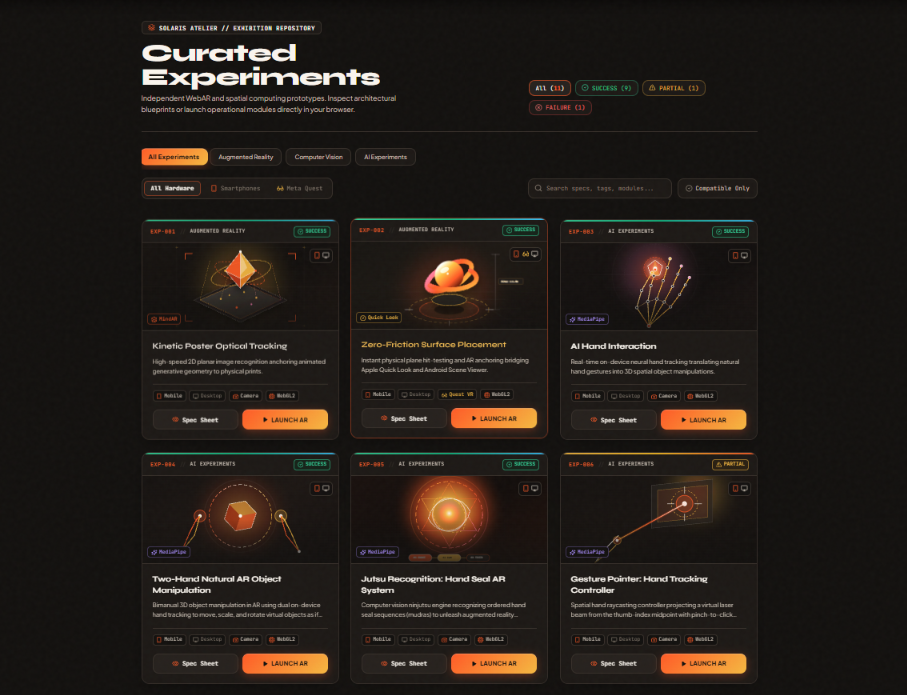 SOLARIS ATELIER // EXHIBITION REPOSITORY
Curated
Experiments
Independent WebAR and spatial computing prototypes. Inspect architectural
blueprints or launch operational modules directly in your browser.
All (11) SUCCESS (9) PARTIAL (1)
FAILURE (1)
All Experiments Augmented Reality Computer Vision AI Experiments
All Hardware Smartphones Meta Quest Search specs, tags, modules... Compatible Only
EXP-001 AUGMENTED REALITY SUCCESS
MindAR
Kinetic Poster Optical Tracking
High-speed 2D planar image recognition anchoring animated
generative geometry to physical prints.
Mobile Desktop Camera WebGL2
Spec Sheet LAUNCH AR
EXP-002 AUGMENTED REALITY SUCCESS
Quick Look
Zero-Friction Surface Placement
Instant physical plane hit-testing and AR anchoring bridging
Apple Quick Look and Android Scene Viewer.
Mobile Desktop Quest VR WebGL2
Spec Sheet LAUNCH AR
EXP-003 AI EXPERIMENTS SUCCESS
MediaPipe
AI Hand Interaction
Real-time on-device neural hand tracking translating natural
hand gestures into 3D spatial object manipulations.
Mobile Desktop Camera WebGL2
Spec Sheet LAUNCH AR
EXP-004 AI EXPERIMENTS SUCCESS
MediaPipe
Two-Hand Natural AR Object
Manipulation
Bimanual 3D object manipulation in AR using dual on-device
hand tracking to move, scale, and rotate virtual objects as if...
Mobile Desktop Camera WebGL2
Spec Sheet LAUNCH AR
EXP-005 AI EXPERIMENTS SUCCESS
MediaPipe
Jutsu Recognition: Hand Seal AR
System
Computer vision ninjutsu engine recognizing ordered hand
seal sequences (mudras) to unleash augmented reality...
Mobile Desktop Camera WebGL2
Spec Sheet LAUNCH AR
EXP-006 AI EXPERIMENTS PARTIAL
MediaPipe
Gesture Pointer: Hand Tracking
Controller
Spatial hand raycasting controller projecting a virtual laser
beam from the thumb-index midpoint with pinch-to-click...
Mobile Desktop Camera WebGL2
Spec Sheet LAUNCH AR